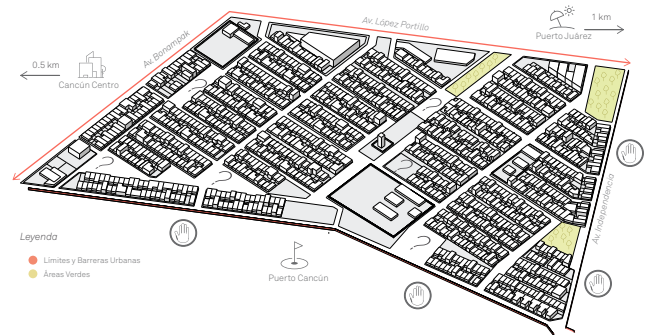 Av. Bonampak
Av. López Portillo
1 km
Puerto Juárez
0.5 km
Cancún Centro
Av. Independencia
Puerto Cancún
Leyenda
Límites y Barreras Urbanas
Áreas Verdes